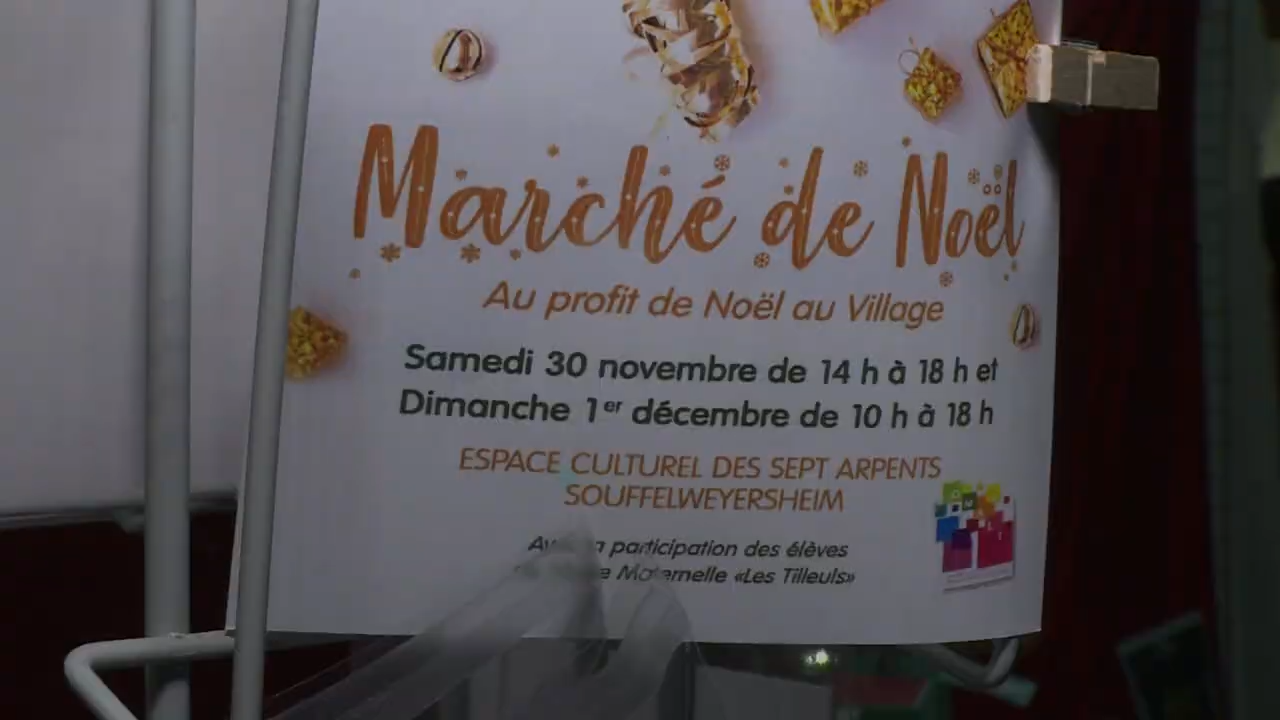 Marché de Noël
Au profit de Noël au Village
Samedi 30 novembre de 14 h à 18 h et
Dimanche 1er décembre de 10 h à 18 h
ESPACE CULTUREL DES SEPT ARPENTS
SOUFFELWEYERSHEIM
participation des élèves
Maternelle «Les Tilleuls»